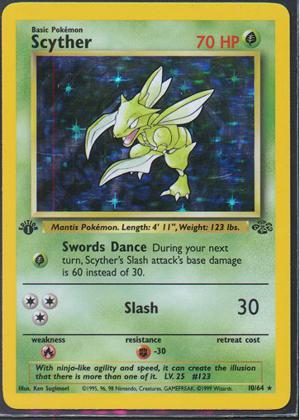 Basic Pokémon
Scyther 70 HP
Mantis Pokémon. Length: 4' 11", Weight: 123 lbs.
EDITION 1
Swords Dance During your next
turn, Scyther's Slash attack's base damage
is 60 instead of 30.
Slash 30
weakness resistance retreat cost
-30
With ninja-like agility and speed, it can create the illusion
that there is more than one of it. LV. 25 #123
Illus. Ken Sugimori ©1995, 96, 98 Nintendo, Creatures, GAMEFREAK. ©1999 Wizards. 10/64 ★